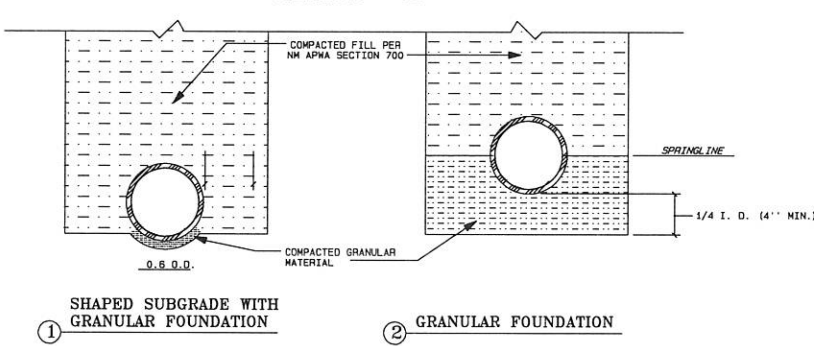 COMPACTED FILL PER
NM APWA SECTION 700
SPRINGLINE
1/4 I. D. (4'' MIN.)
COMPACTED GRANULAR
MATERIAL
0.6 O.D.
SHAPED SUBGRADE WITH
1 GRANULAR FOUNDATION
2 GRANULAR FOUNDATION